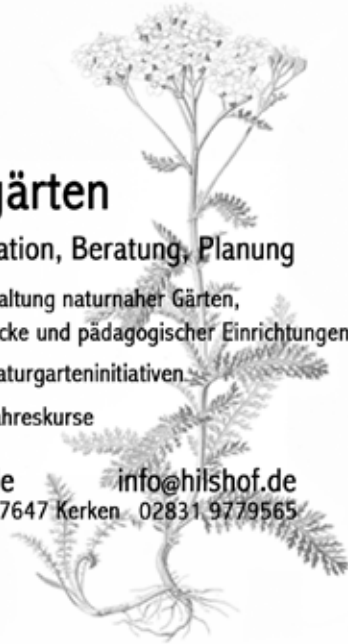 gärten
ation, Beratung, Planung
altung naturnaher Gärten,
cke und pädagogischer Einrichtungen
aturgarteninitiativen
ahreskurse
e info@hilshof.de
7647 Kerken 02831 9779565